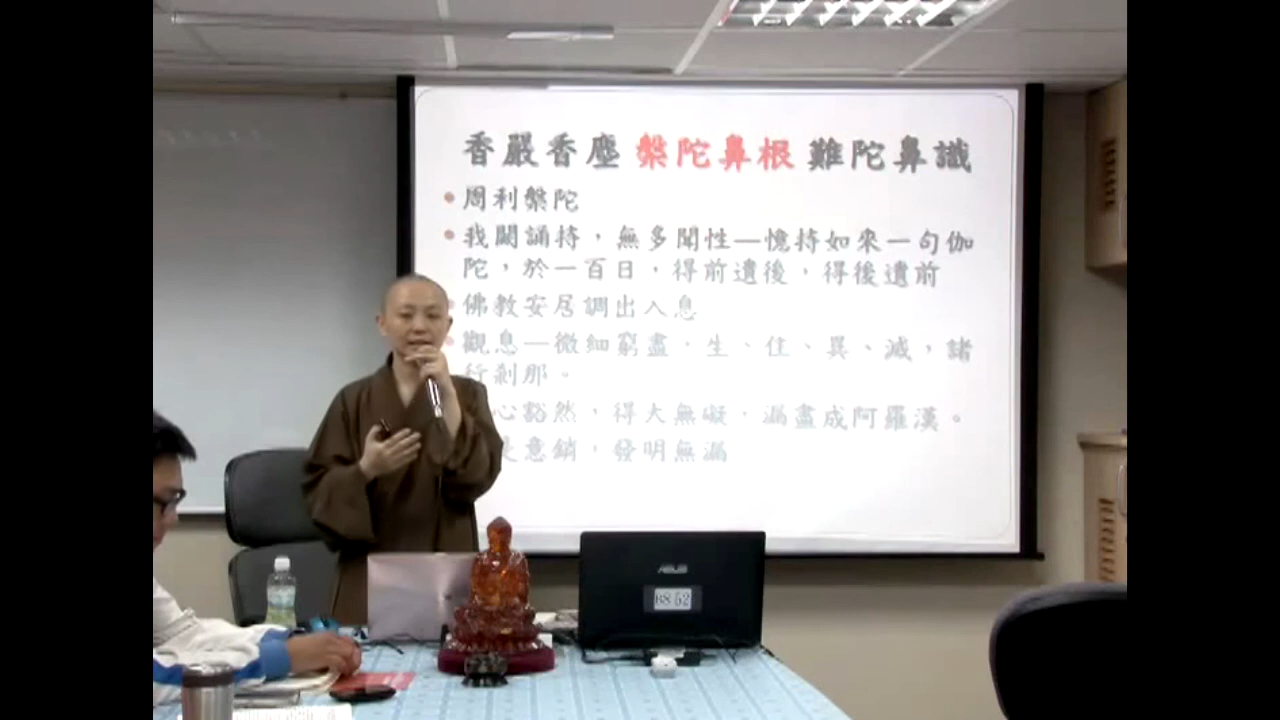 香嚴香塵 槃陀鼻根 難陀鼻識
周利槃陀
我闕誦持，無多聞性—憶持如來一句伽
陀，於一百日．得前遺後，得後遺前
佛教安居調出入息
觀息—微細窮盡．生、住、異、滅，諸
行剎那。
心豁然，得大無礙．漏盡成阿羅漢。
意銷，發明無漏
ASUS
B8 52